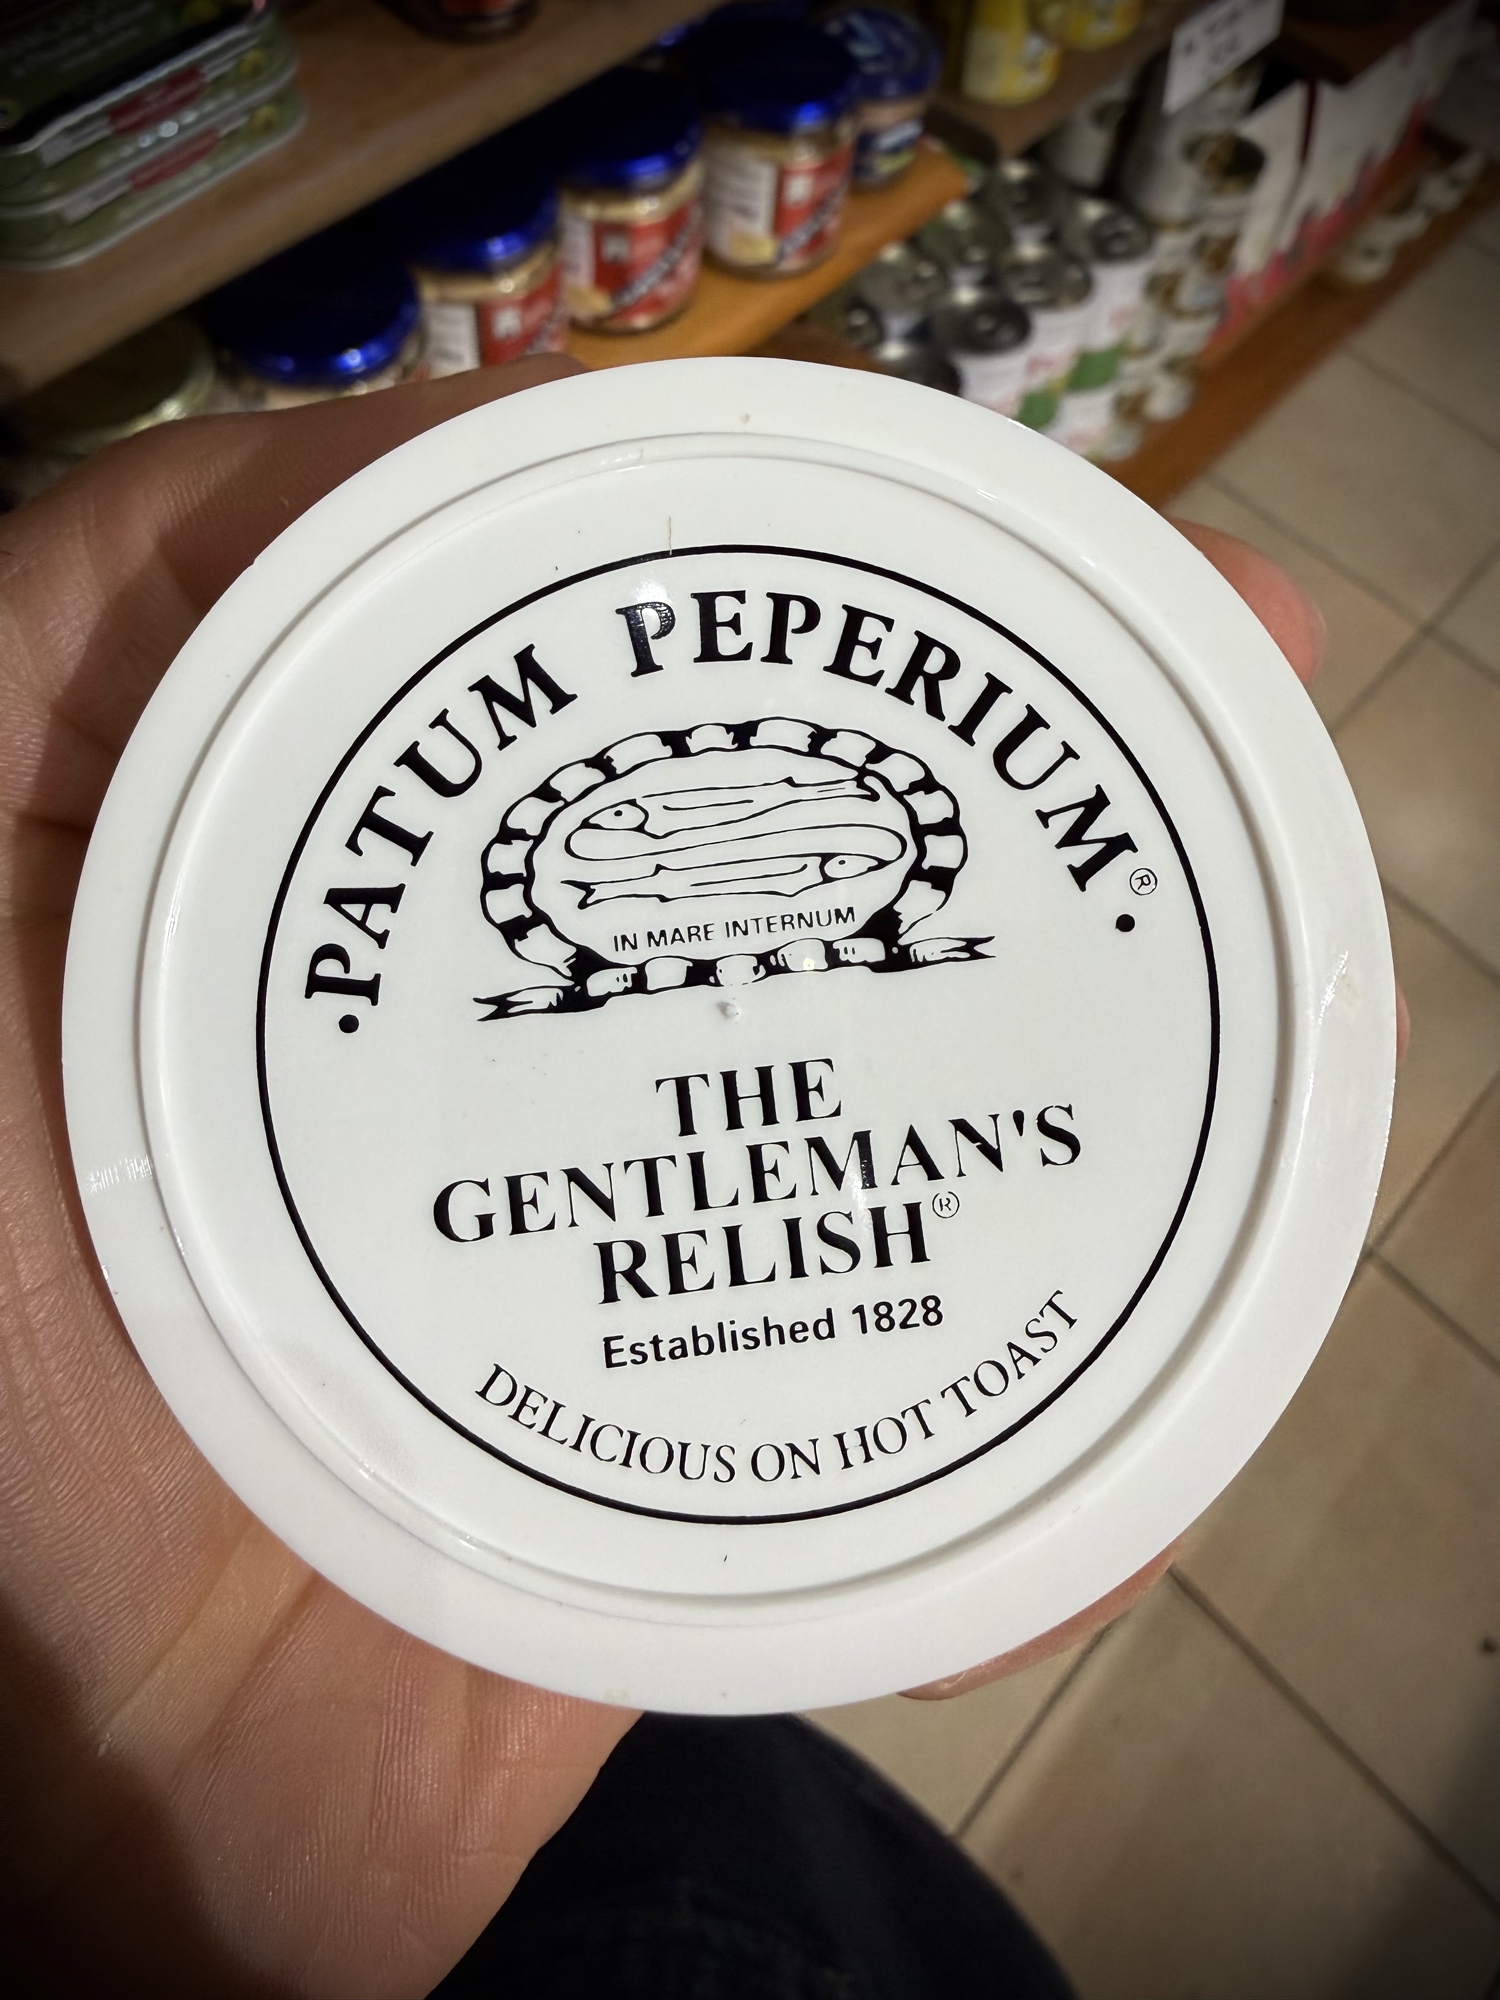 ·PATUM PEPERIUM®·
IN MARE INTERNUM
THE
GENTLEMAN'S
RELISH®
Established 1828
DELICIOUS ON HOT TOAST